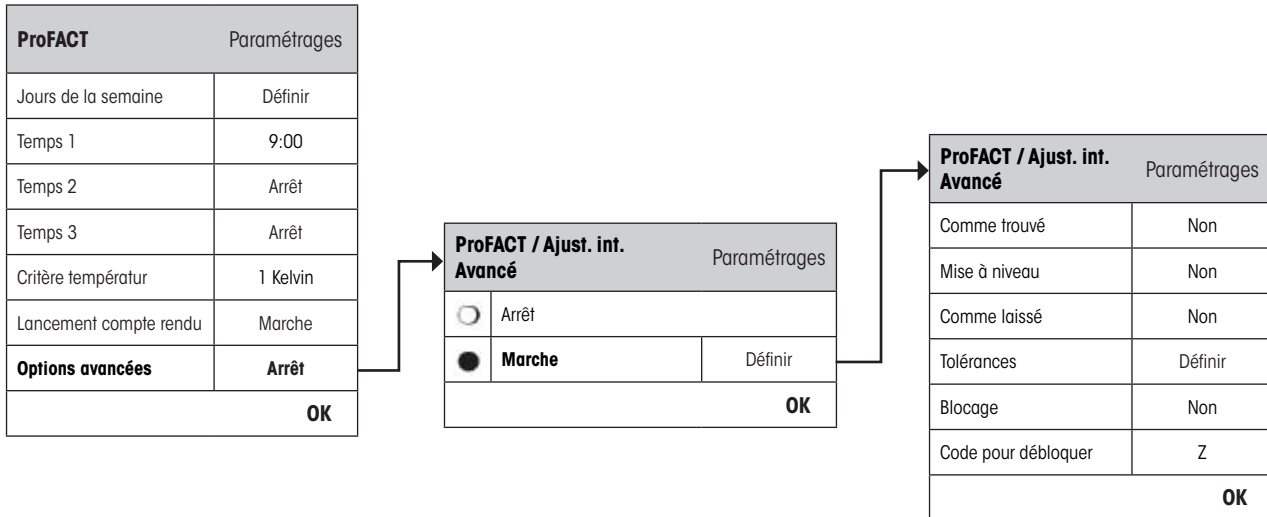 ProFACT Paramétrages
Jours de la semaine Définir
Temps 1 9:00
Temps 2 Arrêt
Temps 3 Arrêt
Critère températur 1 Kelvin
Lancement compte rendu Marche
Options avancées Arrêt
OK
ProFACT / Ajust. int.
Avancé Paramétrages
Arrêt
Marche Définir
OK
ProFACT / Ajust. int.
Avancé Paramétrages
Comme trouvé Non
Mise à niveau Non
Comme laissé Non
Tolérances Définir
Blocage Non
Code pour débloquer Z
OK